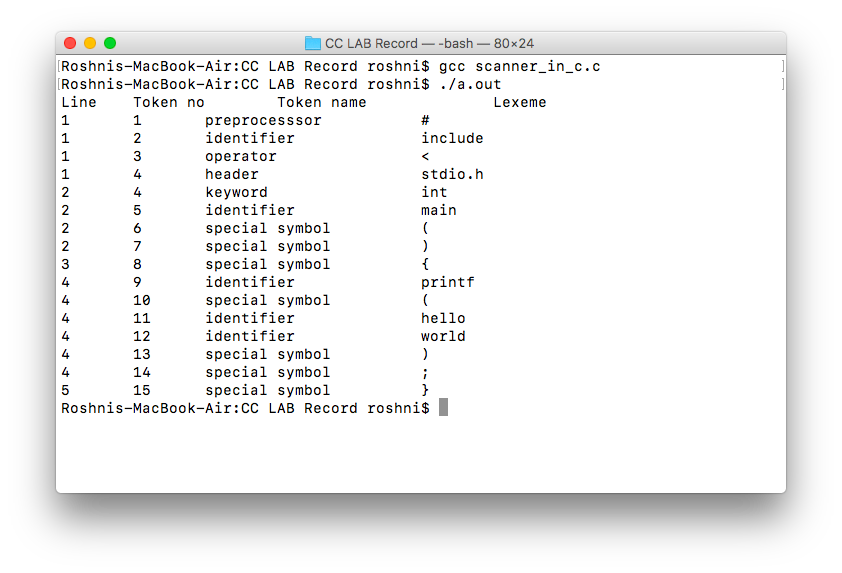 CC LAB Record — -bash — 80×24
[Roshnis-MacBook-Air:CC LAB Record roshni$ gcc scanner_in_c.c ]
[Roshnis-MacBook-Air:CC LAB Record roshni$ ./a.out ]
Line Token no Token name Lexeme
1 1 preprocesssor #
1 2 identifier include
1 3 operator <
1 4 header stdio.h
2 4 keyword int
2 5 identifier main
2 6 special symbol (
2 7 special symbol )
3 8 special symbol {
4 9 identifier printf
4 10 special symbol (
4 11 identifier hello
4 12 identifier world
4 13 special symbol )
4 14 special symbol ;
5 15 special symbol }
Roshnis-MacBook-Air:CC LAB Record roshni$